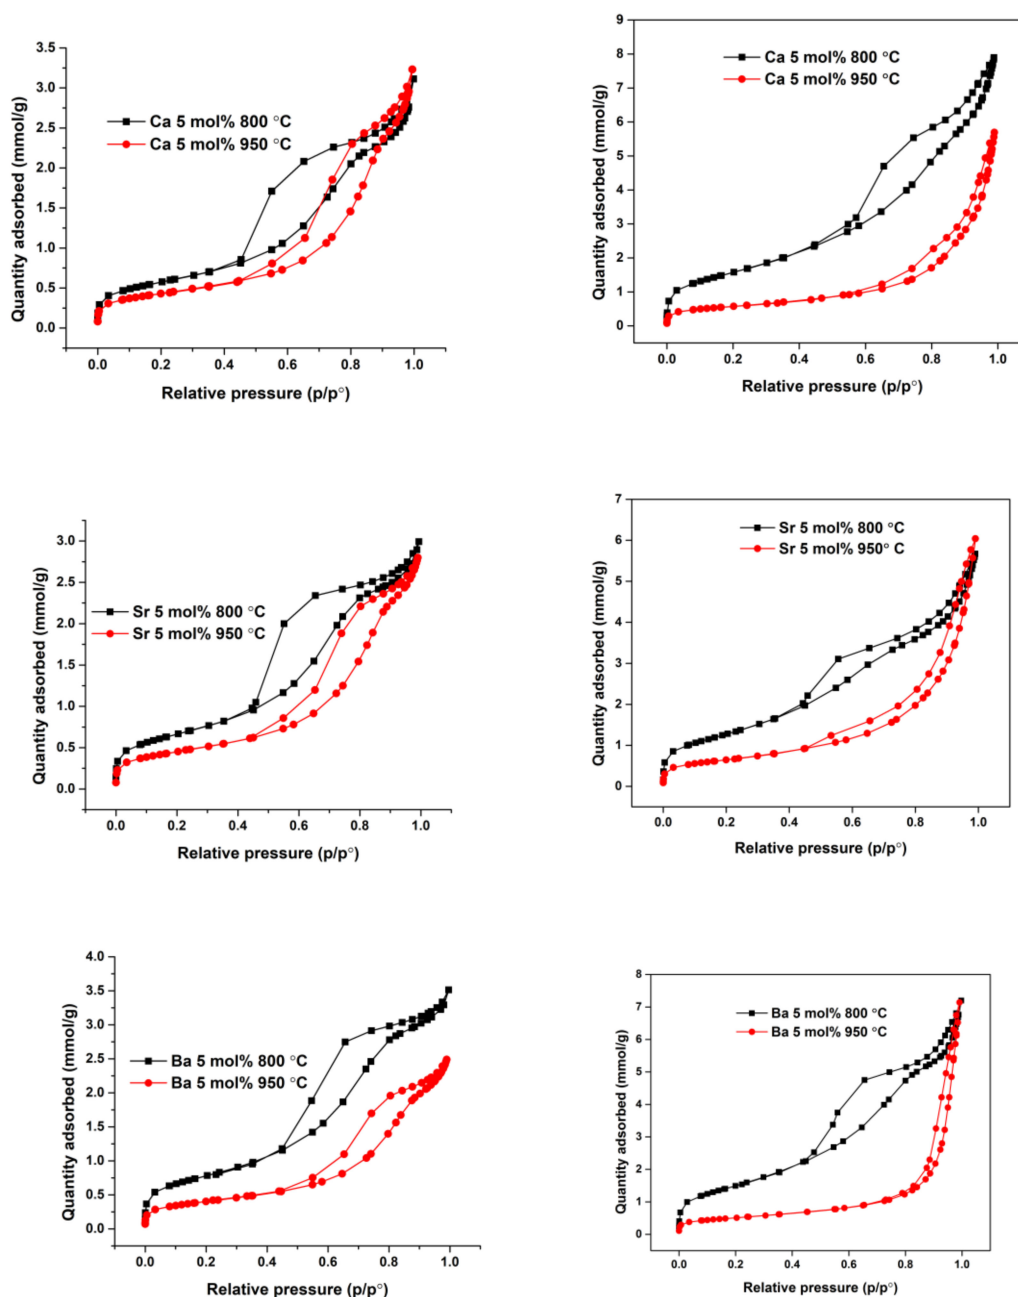 3.5
3.0
2.5
2.0
1.5
1.0
0.5
0.0
Quantity adsorbed (mmol/g)
Ca 5 mol% 800 °C
Ca 5 mol% 950 °C
0.0 0.2 0.4 0.6 0.8 1.0
Relative pressure (p/p°)
9
8
7
6
5
4
3
2
1
0
Quantity adsorbed (mmol/g)
Ca 5 mol% 800 °C
Ca 5 mol% 950 °C
0.0 0.2 0.4 0.6 0.8 1.0
Relative pressure (p/p°)
3.0
2.5
2.0
1.5
1.0
0.5
0.0
Quantity adsorbed (mmol/g)
Sr 5 mol% 800 °C
Sr 5 mol% 950 °C
0.0 0.2 0.4 0.6 0.8 1.0
Relative pressure (p/p°)
7
6
5
4
3
2
1
0
Quantity adsorbed (mmol/g)
Sr 5 mol% 800 °C
Sr 5 mol% 950° C
0.0 0.2 0.4 0.6 0.8 1.0
Relative pressure (p/p°)
4.0
3.5
3.0
2.5
2.0
1.5
1.0
0.5
0.0
Quantity adsorbed (mmol/g)
Ba 5 mol% 800 °C
Ba 5 mol% 950 °C
0.0 0.2 0.4 0.6 0.8 1.0
Relative pressure (p/p°)
8
7
6
5
4
3
2
1
0
Quantity adsorbed (mmol/g)
Ba 5 mol% 800 °C
Ba 5 mol% 950 °C
0.0 0.2 0.4 0.6 0.8 1.0
Relative pressure (p/p°)